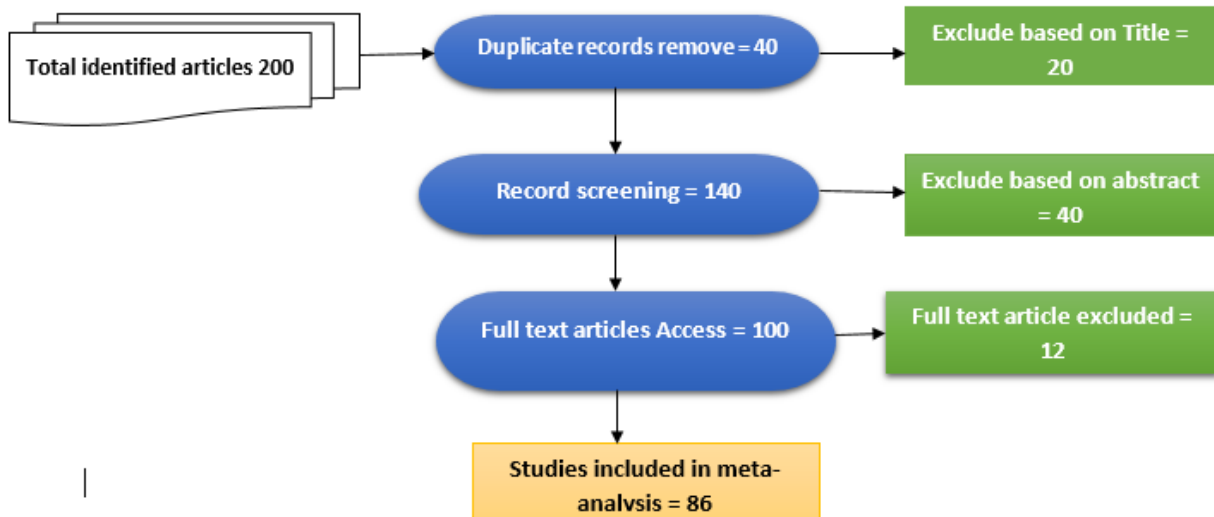 Total identified articles 200
Duplicate records remove = 40
Exclude based on Title =
20
Record screening = 140
Exclude based on abstract
= 40
Full text articles Access = 100
Full text article excluded =
12
Studies included in meta-
analysis = 86